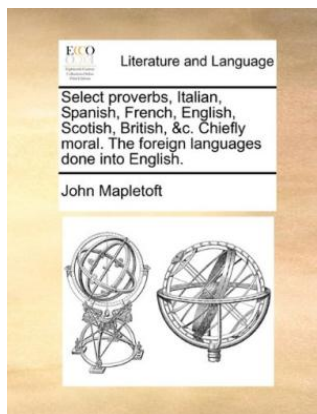 ECCO
Literature and Language
Select proverbs, Italian,
Spanish, French, English,
Scotish, British, &c. Chiefly
moral. The foreign languages
done into English.
John Mapletoft